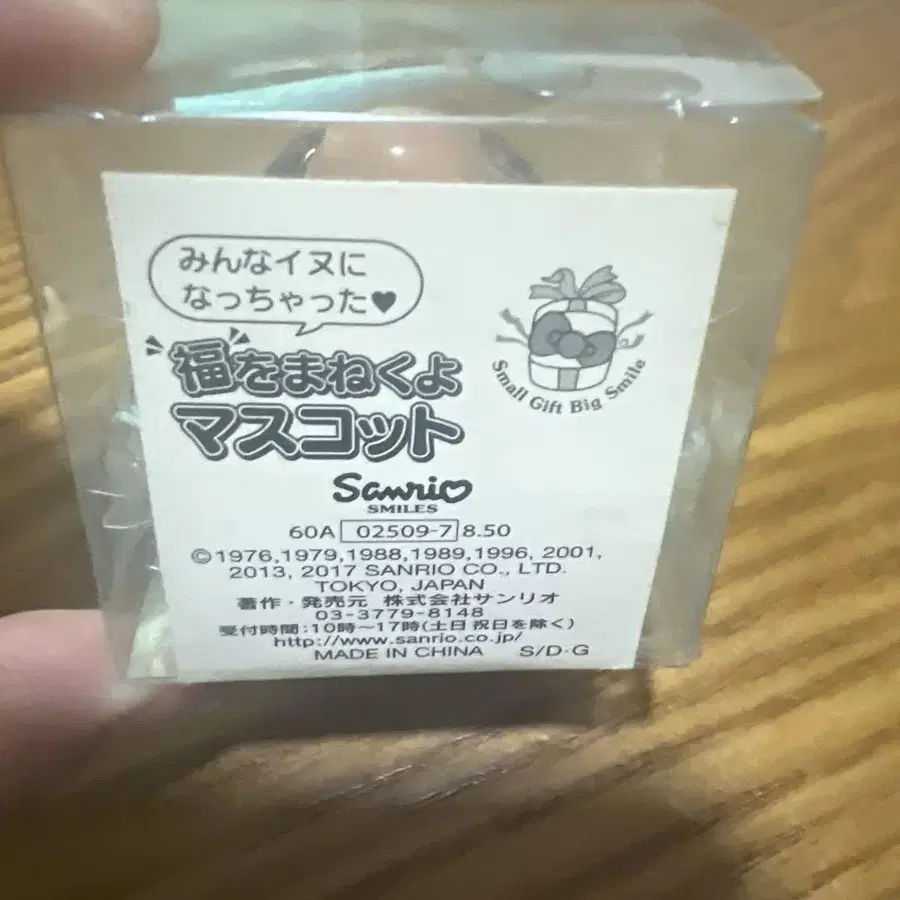 みんなイヌに
なっちゃった♥
福をまねくよ
マスコット
Small Gift Big Smile
Sanrio
SMILES
60A 02509-7 8.50
©1976,1979,1988,1989,1996, 2001,
2013, 2017 SANRIO CO., LTD.
TOKYO, JAPAN
著作・発売元 株式会社サンリオ
03-3779-8148
受付時間:10時〜17時(土日 祝日を除く)
http://www.sanrio.co.jp/
MADE IN CHINA S/D·G